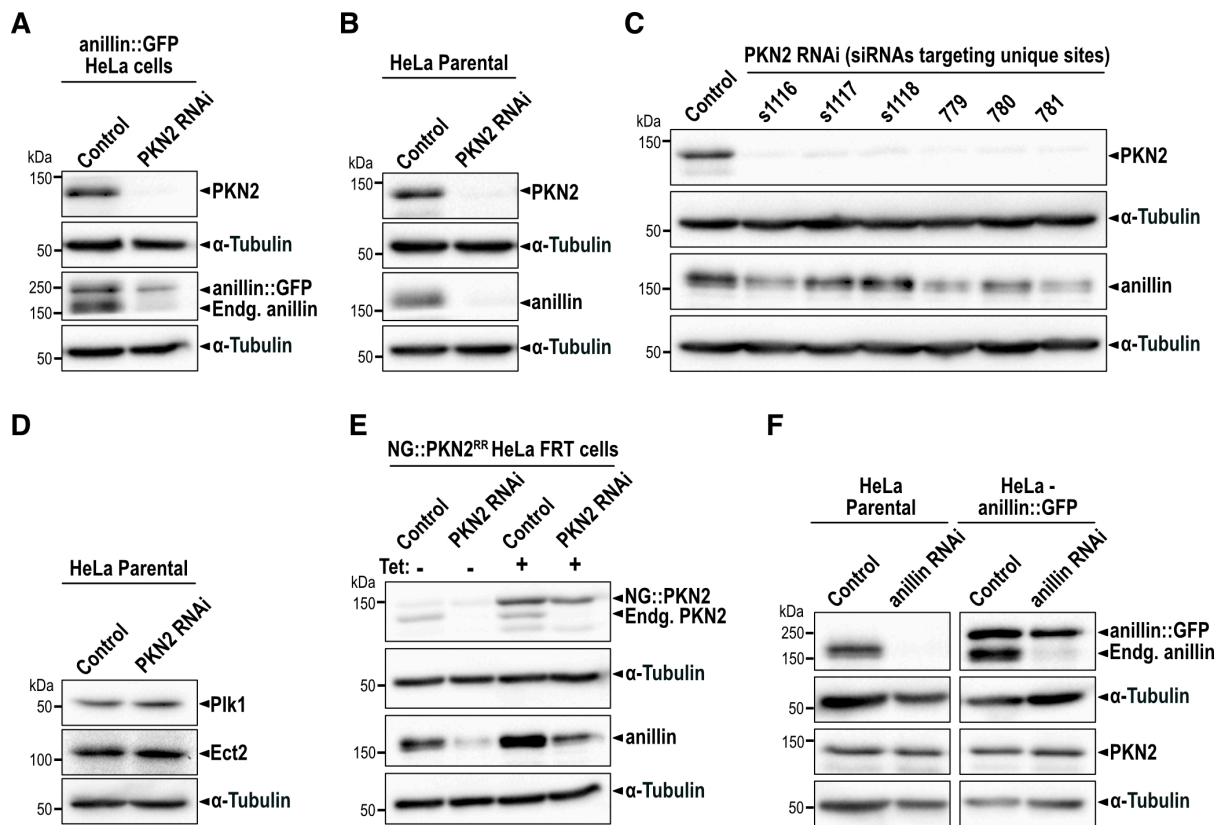 A
anillin::GFP
HeLa cells
Control
PKN2 RNAi
kDa
150
PKN2
50
α-Tubulin
250
anillin::GFP
150
Endg. anillin
50
α-Tubulin
B
HeLa Parental
Control
PKN2 RNAi
kDa
150
PKN2
50
α-Tubulin
150
anillin
50
α-Tubulin
C
PKN2 RNAi (siRNAs targeting unique sites)
Control
s1116
s1117
s1118
779
780
781
kDa
150
PKN2
50
α-Tubulin
150
anillin
50
α-Tubulin
D
HeLa Parental
Control
PKN2 RNAi
kDa
50
Plk1
100
Ect2
50
α-Tubulin
E
NG::PKN2RR HeLa FRT cells
Control
PKN2 RNAi
Control
PKN2 RNAi
Tet: - - + +
kDa
150
NG::PKN2
Endg. PKN2
50
α-Tubulin
150
anillin
50
α-Tubulin
F
HeLa
Parental
HeLa -
anillin::GFP
Control
anillin RNAi
Control
anillin RNAi
kDa
250
anillin::GFP
150
Endg. anillin
50
α-Tubulin
150
PKN2
50
α-Tubulin